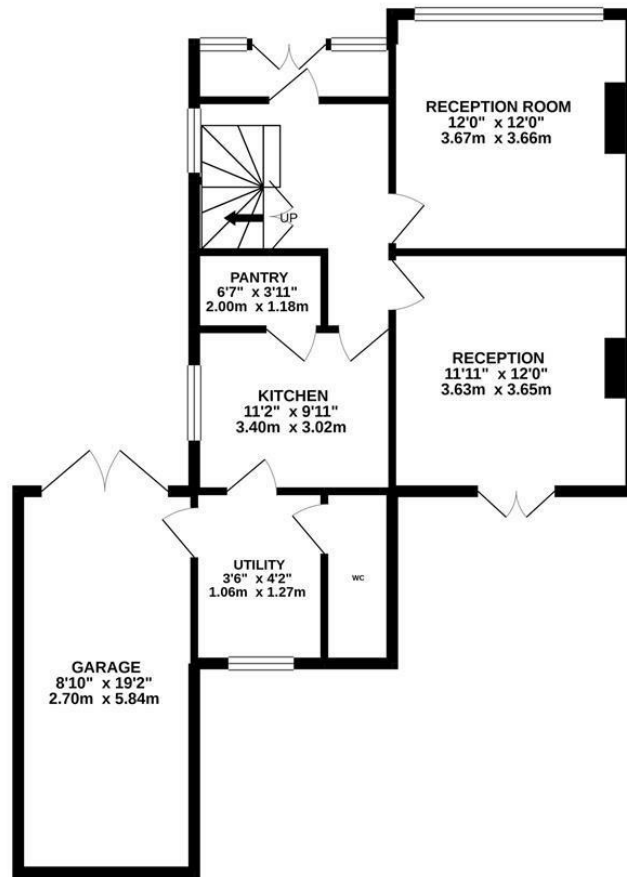 RECEPTION ROOM
12'0" x 12'0"
3.67m x 3.66m
UP
PANTRY
6'7" x 3'11"
2.00m x 1.18m
RECEPTION
11'11" x 12'0"
3.63m x 3.65m
KITCHEN
11'2" x 9'11"
3.40m x 3.02m
UTILITY
3'6" x 4'2"
1.06m x 1.27m
WC
GARAGE
8'10" x 19'2"
2.70m x 5.84m